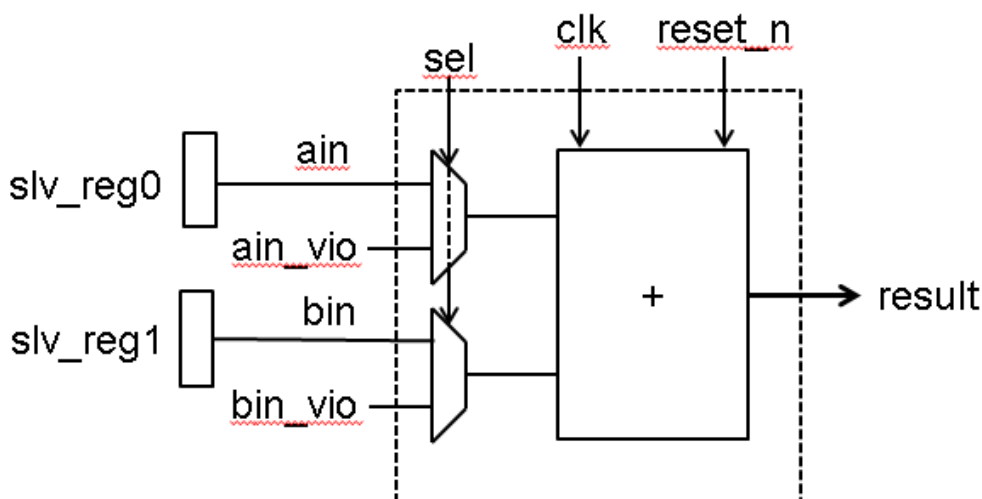 clk
reset_n
sel
ain
slv_reg0
ain_vio
bin
+
result
slv_reg1
bin_vio